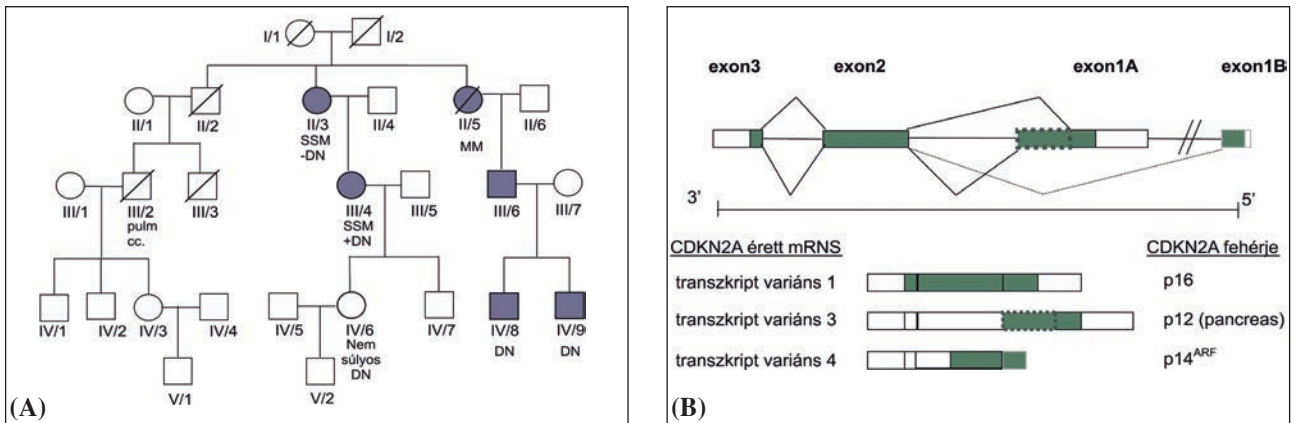 I/1 I/2
II/1 II/2 II/3 II/4 II/5 II/6
SSM
-DN
MM
III/1 III/2 III/3 III/4 III/5 III/6 III/7
pulm
cc.
SSM
+DN
IV/1 IV/2 IV/3 IV/4 IV/5 IV/6 IV/7 IV/8 IV/9
Nem
súlyos
DN
DN DN
V/1 V/2
(A)
exon3 exon2 exon1A exon1B
3' 5'
CDKN2A érett mRNS CDKN2A fehérje
transzkript variáns 1 p16
transzkript variáns 3 p12 (pancreas)
transzkript variáns 4 p14ARF
(B)